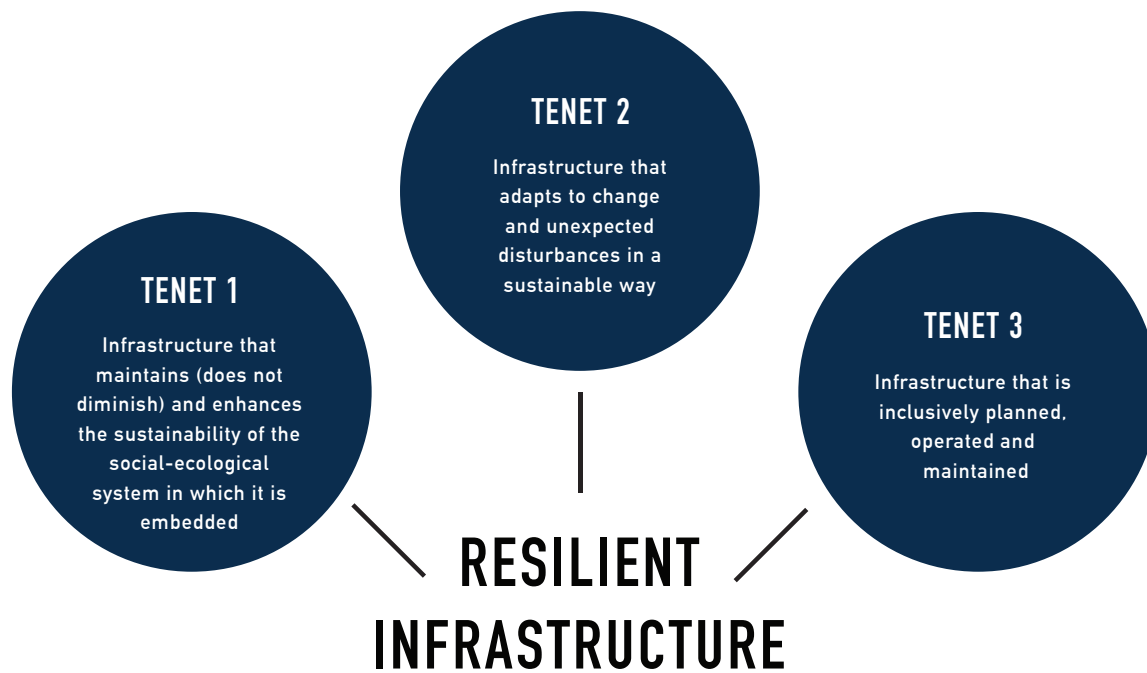 TENET 1
Infrastructure that
maintains (does not
diminish) and enhances
the sustainability of the
social-ecological
system in which it is
embedded
TENET 2
Infrastructure that
adapts to change
and unexpected
disturbances in a
sustainable way
TENET 3
Infrastructure that is
inclusively planned,
operated and
maintained
RESILIENT
INFRASTRUCTURE